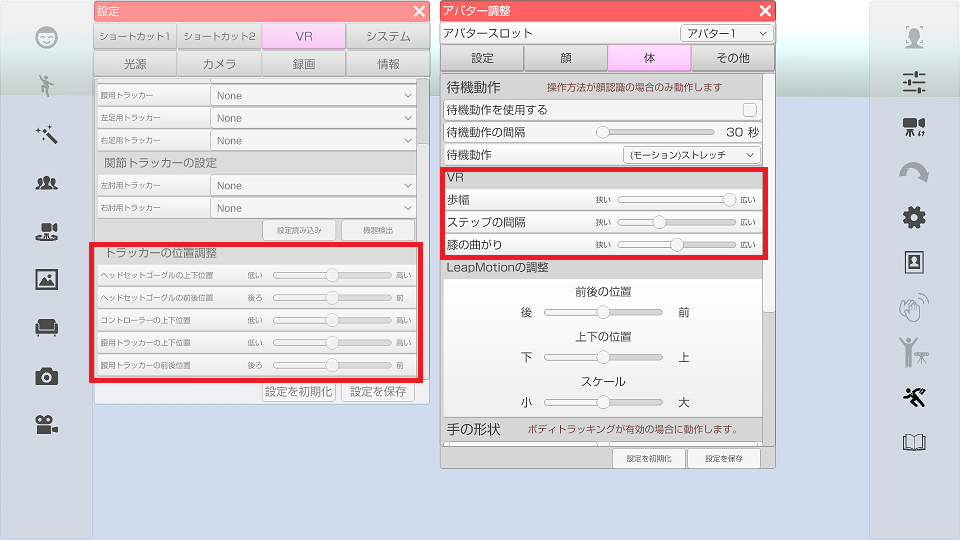 設定
ショートカット1 ショートカット2 VR システム
光源 カメラ 録画 情報
腰用トラッカー None
左足用トラッカー None
右足用トラッカー None
関節トラッカーの設定
左肘用トラッカー None
右肘用トラッカー None
設定読み込み 機器検出
トラッカーの位置調整
ヘッドセットゴーグルの上下位置 低い 高い
ヘッドセットゴーグルの前後位置 後ろ 前
コントローラーの上下位置 低い 高い
腰用トラッカーの上下位置 低い 高い
腰用トラッカーの前後位置 後ろ 前
設定を初期化 設定を保存
アバター調整
アバタースロット アバター1
設定 顔 体 その他
待機動作 操作方法が顔認識の場合のみ動作します
待機動作を使用する
待機動作の間隔 30 秒
待機動作 (モーション)ストレッチ
VR
歩幅 狭い 広い
ステップの間隔 狭い 広い
膝の曲がり 狭い 広い
LeapMotionの調整
前後の位置
後 前
上下の位置
下 上
スケール
小 大
手の形状 ボディトラッキングが有効の場合に動作します。
設定を初期化 設定を保存